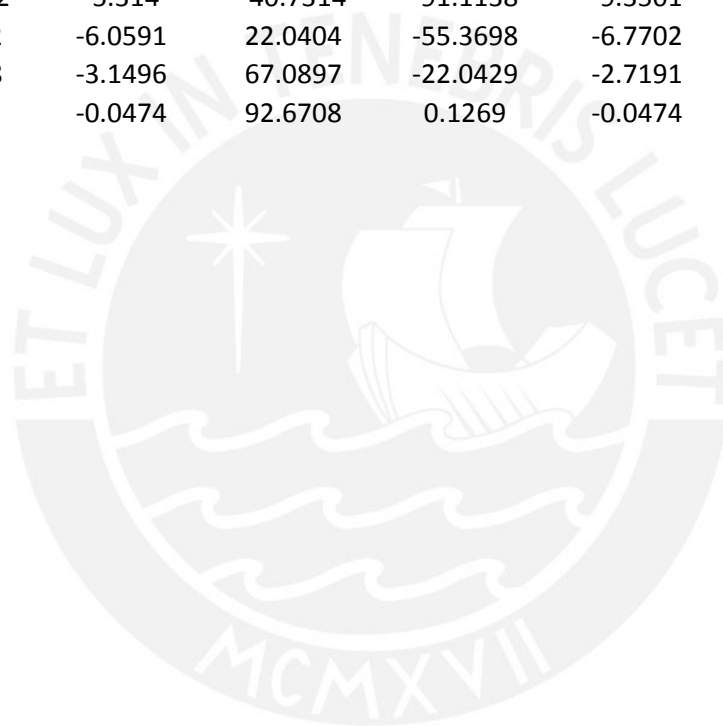 -6.0591 22.0404 -55.3698 -6.7702
-3.1496 67.0897 -22.0429 -2.7191
-0.0474 92.6708 0.1269 -0.0474
ET LUX IN TENEBRIS LUCET
MCMXVII